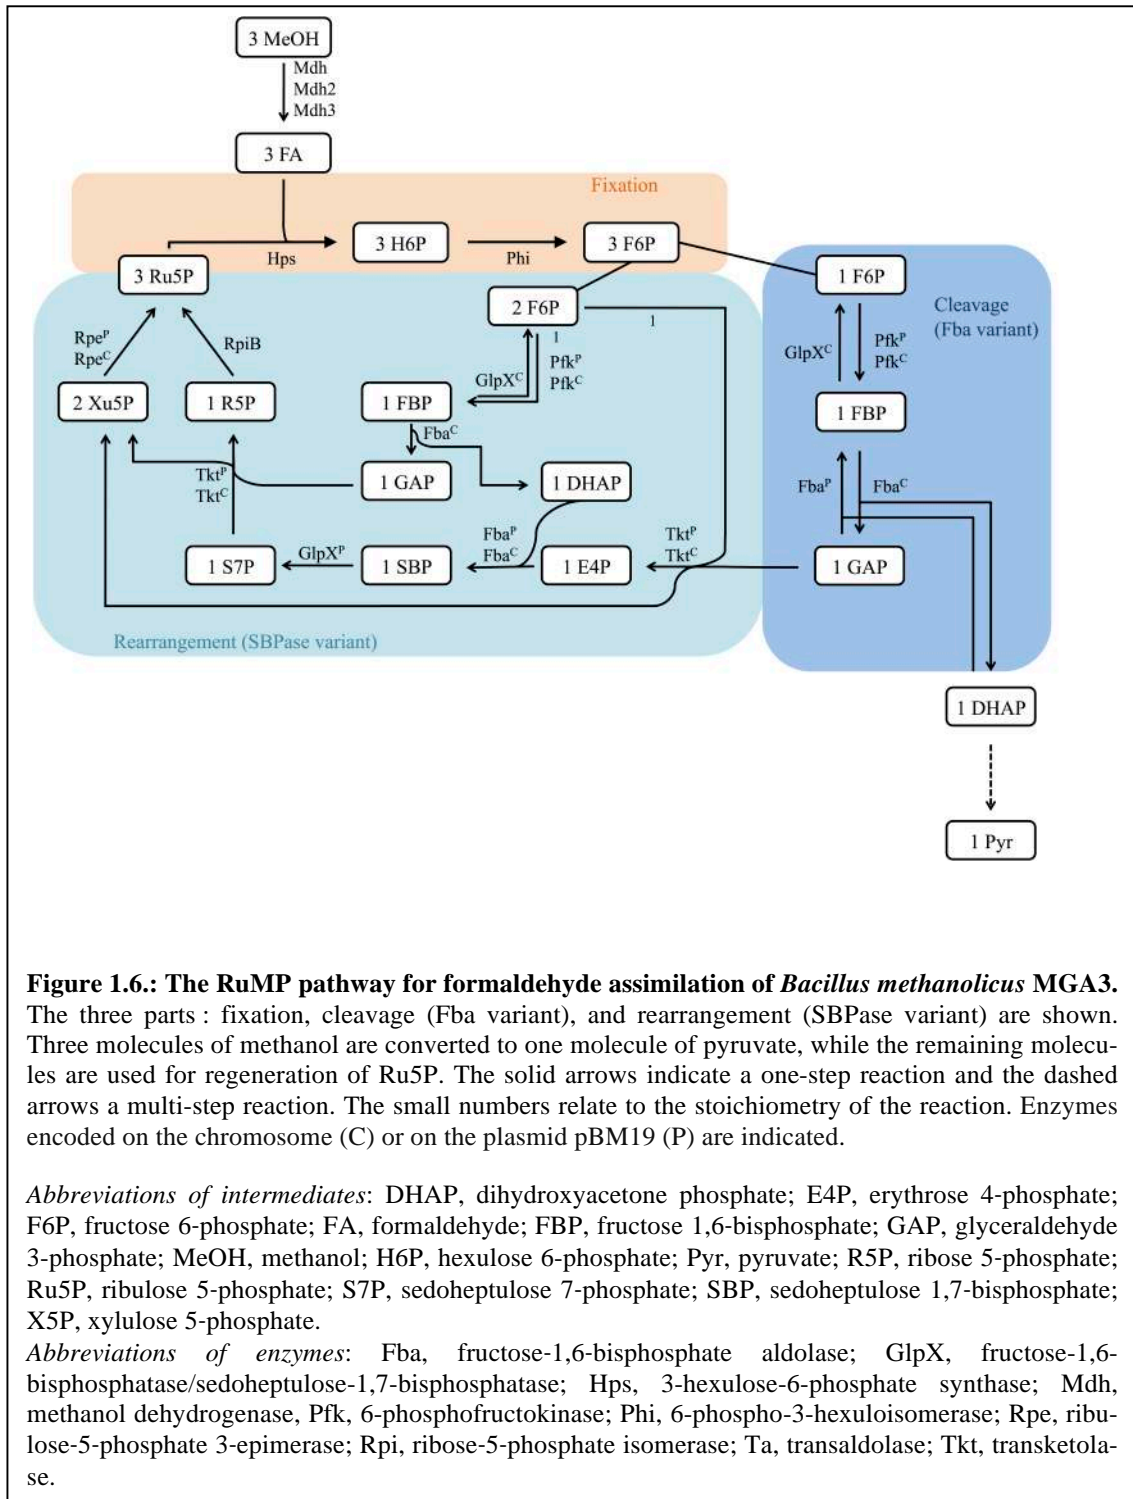 3 MeOH
Mdh
Mdh2
Mdh3
3 FA
Fixation
3 H6P
3 F6P
Hps
Phi
3 Ru5P
1 F6P
Cleavage
(Fba variant)
2 F6P
1
1
Rpeᴾ
Rpeᶜ
RpiB
GlpXᶜ
Pfkᴾ
Pfkᶜ
GlpXᶜ
Pfkᴾ
Pfkᶜ
2 Xu5P
1 R5P
1 FBP
1 FBP
Fbaᶜ
Tktᴾ
Tktᶜ
1 GAP
1 DHAP
Fbaᴾ
Fbaᶜ
GlpXᴾ
Fbaᴾ
Fbaᶜ
Tktᴾ
Tktᶜ
1 S7P
1 SBP
1 E4P
1 GAP
Rearrangement (SBPase variant)
1 DHAP
1 Pyr
Figure 1.6.: The RuMP pathway for formaldehyde assimilation of Bacillus methanolicus MGA3.
The three parts : fixation, cleavage (Fba variant), and rearrangement (SBPase variant) are shown.
Three molecules of methanol are converted to one molecule of pyruvate, while the remaining molecu-
les are used for regeneration of Ru5P. The solid arrows indicate a one-step reaction and the dashed
arrows a multi-step reaction. The small numbers relate to the stoichiometry of the reaction. Enzymes
encoded on the chromosome (C) or on the plasmid pBM19 (P) are indicated.
Abbreviations of intermediates: DHAP, dihydroxyacetone phosphate; E4P, erythrose 4-phosphate;
F6P, fructose 6-phosphate; FA, formaldehyde; FBP, fructose 1,6-bisphosphate; GAP, glyceraldehyde
3-phosphate; MeOH, methanol; H6P, hexulose 6-phosphate; Pyr, pyruvate; R5P, ribose 5-phosphate;
Ru5P, ribulose 5-phosphate; S7P, sedoheptulose 7-phosphate; SBP, sedoheptulose 1,7-bisphosphate;
X5P, xylulose 5-phosphate.
Abbreviations of enzymes: Fba, fructose-1,6-bisphosphate aldolase; GlpX, fructose-1,6-
bisphosphatase/sedoheptulose-1,7-bisphosphatase; Hps, 3-hexulose-6-phosphate synthase; Mdh,
methanol dehydrogenase, Pfk, 6-phosphofructokinase; Phi, 6-phospho-3-hexuloisomerase; Rpe, ribu-
lose-5-phosphate 3-epimerase; Rpi, ribose-5-phosphate isomerase; Ta, transaldolase; Tkt, transketola-
se.